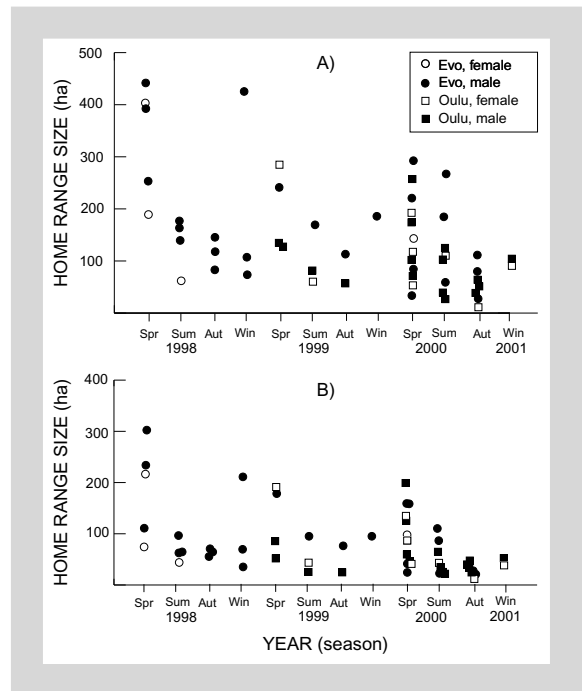 A)
HOME RANGE SIZE (ha)
500
400
300
200
100
Evo, female
Evo, male
Oulu, female
Oulu, male
Spr Sum Aut Win Spr Sum Aut Win Spr Sum Aut Win
1998 1999 2000 2001
B)
HOME RANGE SIZE (ha)
400
300
200
100
Spr Sum Aut Win Spr Sum Aut Win Spr Sum Aut Win
1998 1999 2000 2001
YEAR (season)